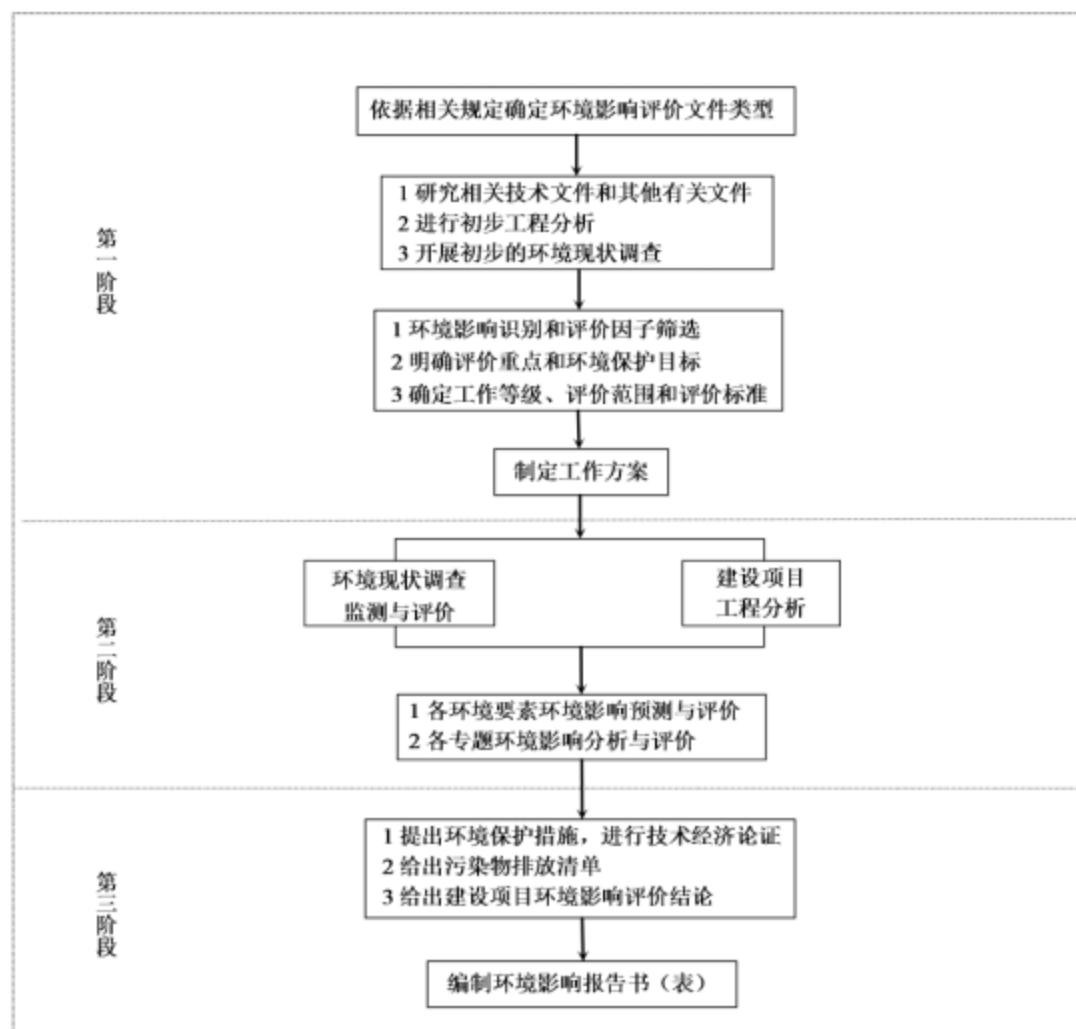 依据相关规定确定环境影响评价文件类型
1 研究相关技术文件和其他有关文件
2 进行初步工程分析
3 开展初步的环境现状调查
第一阶段
1 环境影响识别和评价因子筛选
2 明确评价重点和环境保护目标
3 确定工作等级、评价范围和评价标准
制定工作方案
环境现状调查
监测与评价
建设项目
工程分析
第二阶段
1 各环境要素环境影响预测与评价
2 各专题环境影响分析与评价
1 提出环境保护措施，进行技术经济论证
2 给出污染物排放清单
3 给出建设项目环境影响评价结论
第三阶段
编制环境影响报告书（表）